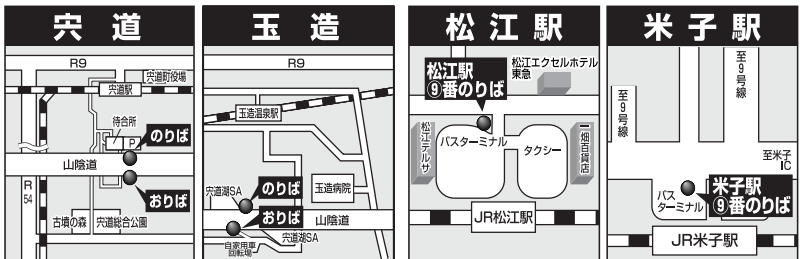 宍道
R9
宍道町役場
宍道駅
待合所
P
のりば
山陰道
おりば
R
54
古墳の森
宍道総合公園
玉造
R9
玉造温泉駅
宍道湖SA
のりば
玉造病院
おりば
山陰道
宍道湖SA
自家用車
回転場
松江駅
松江エクセルホテル
東急
松江駅
⑨番のりば
松江テルサ
バスターミナル
タクシー
一畑百貨店
JR松江駅
米子駅
至9号線
至9号線
至米子
IC
バス
ターミナル
米子駅
⑨番のりば
JR米子駅